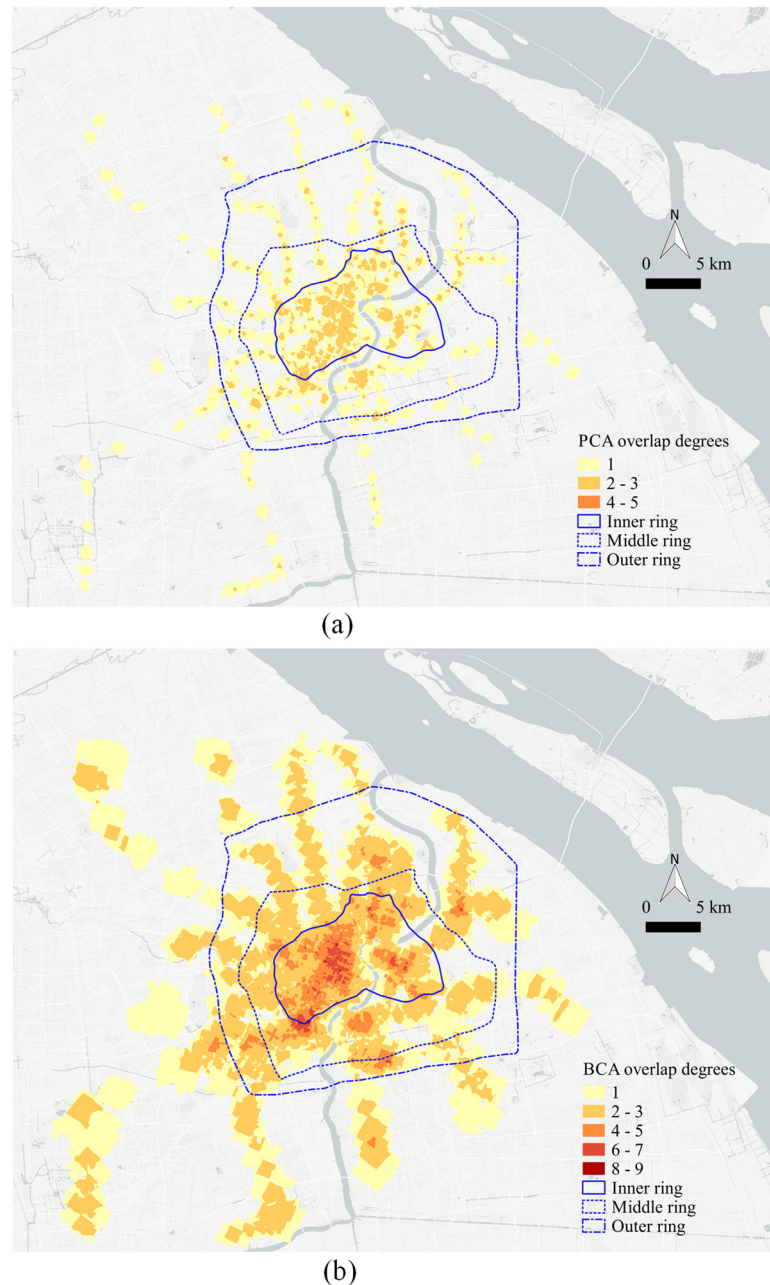 N
0 5 km
PCA overlap degrees
1
2 - 3
4 - 5
Inner ring
Middle ring
Outer ring
(a)
N
0 5 km
BCA overlap degrees
1
2 - 3
4 - 5
6 - 7
8 - 9
Inner ring
Middle ring
Outer ring
(b)